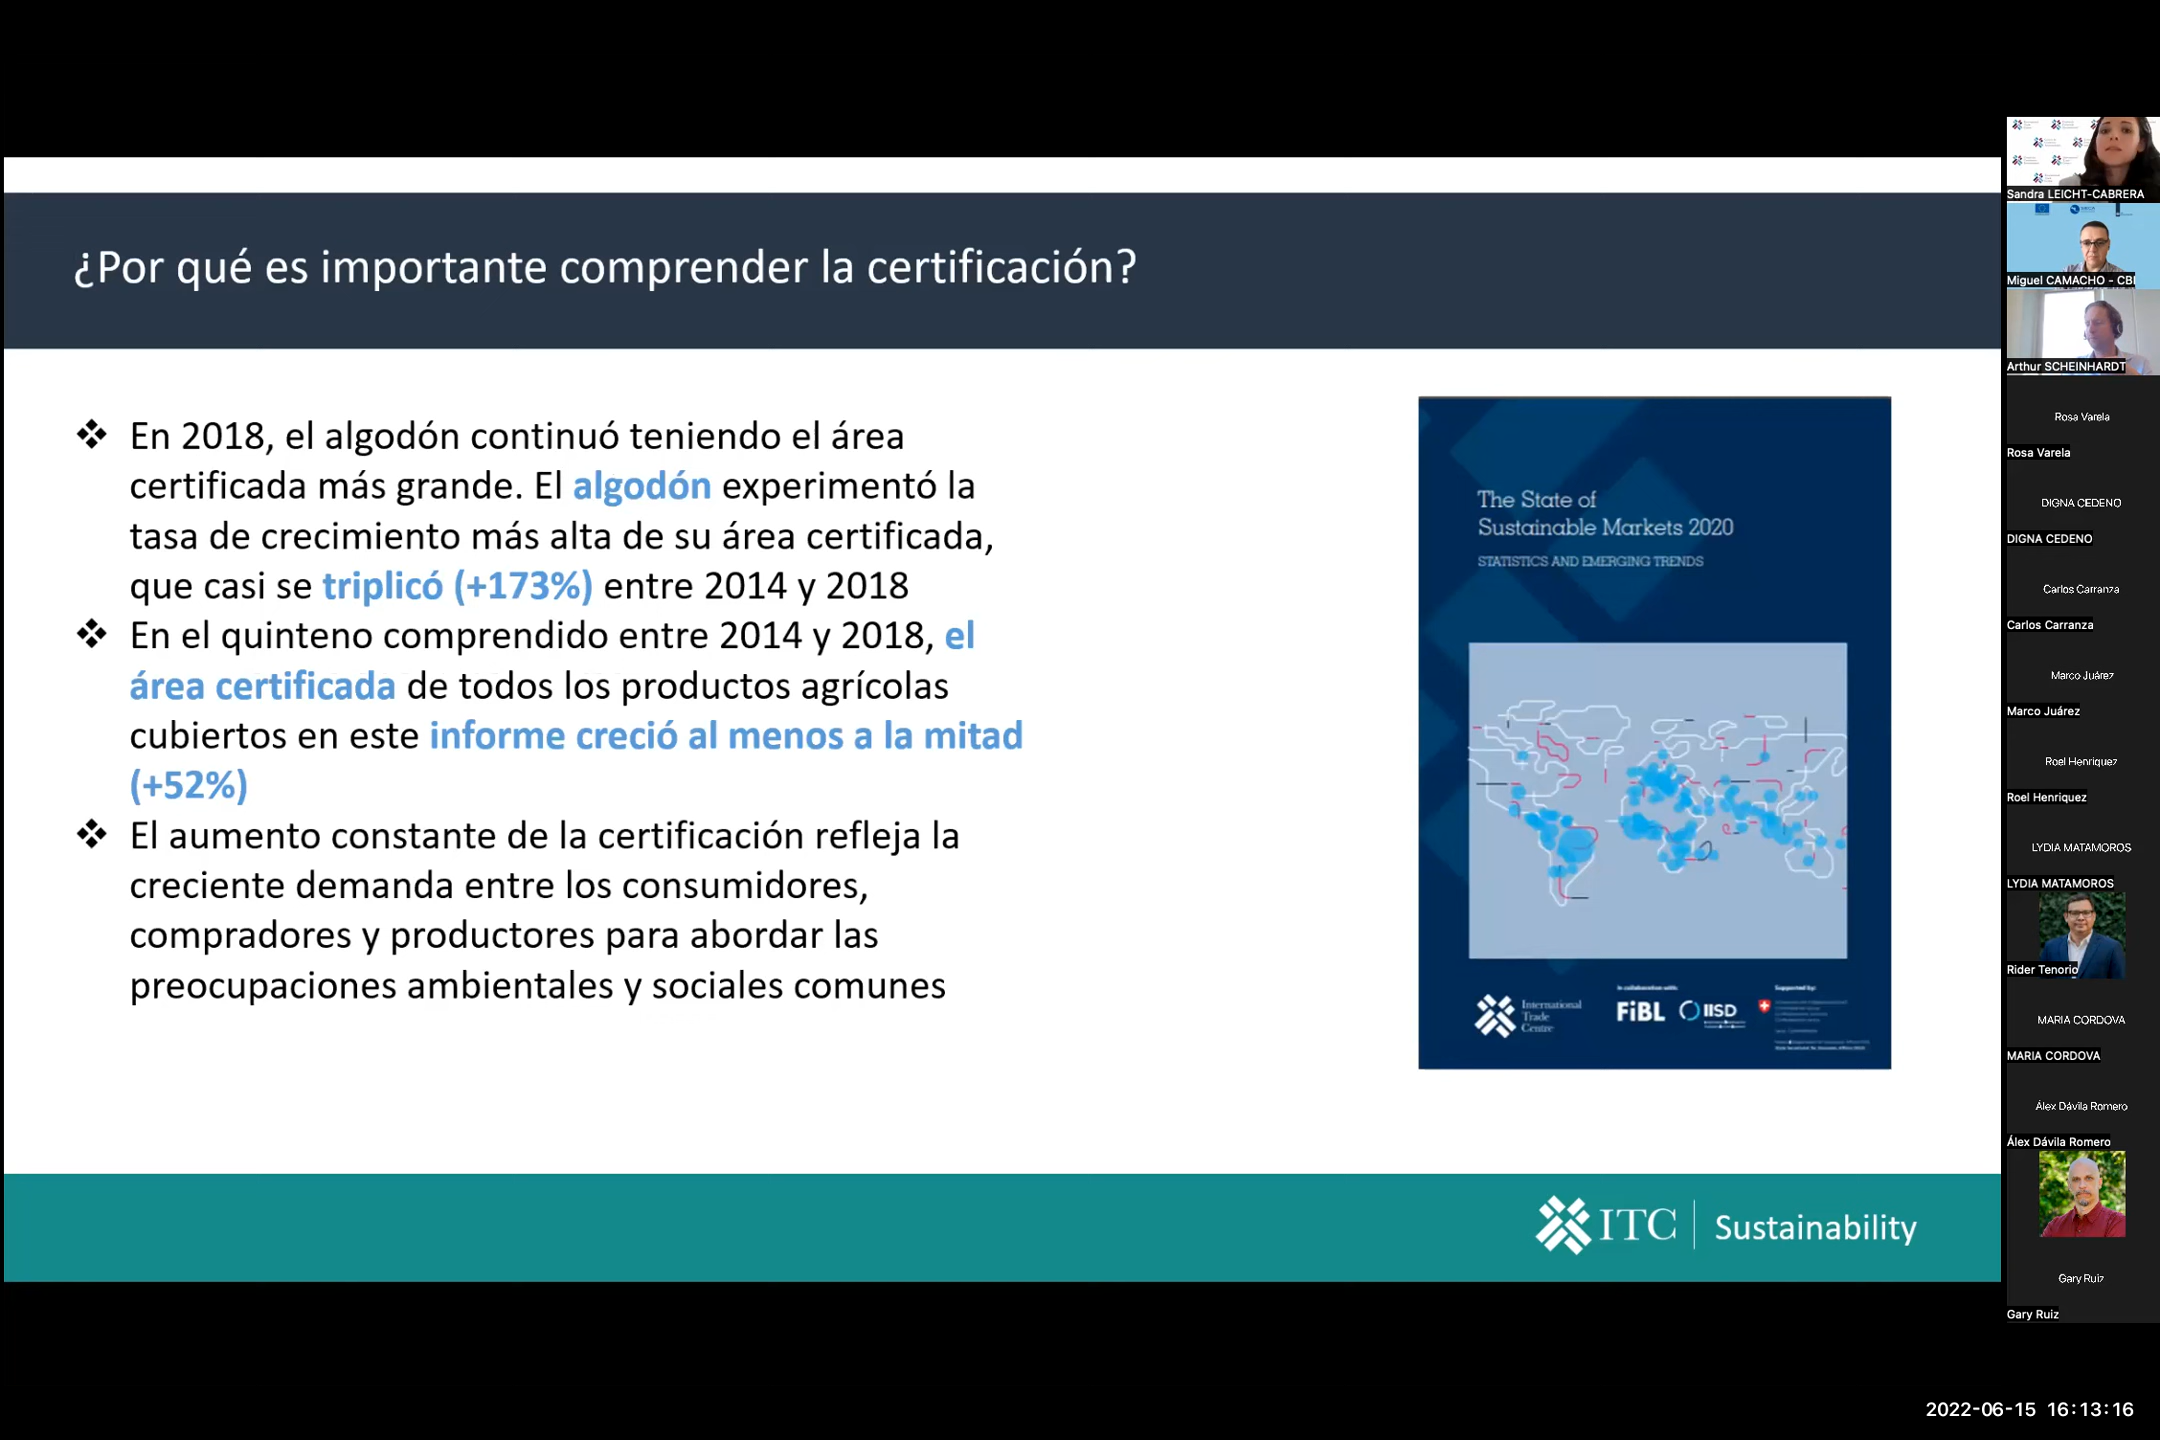 ¿Por qué es importante comprender la certificación?
❖ En 2018, el algodón continuó teniendo el área
certificada más grande. El algodón experimentó la
tasa de crecimiento más alta de su área certificada,
que casi se triplicó (+173%) entre 2014 y 2018
❖ En el quinteno comprendido entre 2014 y 2018, el
área certificada de todos los productos agrícolas
cubiertos en este informe creció al menos a la mitad
(+52%)
❖ El aumento constante de la certificación refleja la
creciente demanda entre los consumidores,
compradores y productores para abordar las
preocupaciones ambientales y sociales comunes
The State of
Sustainable Markets 2020
STATISTICS AND EMERGING TRENDS
In collaboration with:
Supported by:
International
Trade
Centre
FiBL
IISD
ITC | Sustainability
Sandra LEICHT-CABRERA
Miguel CAMACHO - CBI
Arthur SCHEINHARDT
Rosa Varela
Rosa Varela
DIGNA CEDENO
DIGNA CEDENO
Carlos Carranza
Carlos Carranza
Marco Juárez
Marco Juárez
Roel Henriquez
Roel Henriquez
LYDIA MATAMOROS
LYDIA MATAMOROS
Rider Tenorio
MARIA CORDOVA
MARIA CORDOVA
Álex Dávila Romero
Álex Dávila Romero
Gary Ruiz
Gary Ruiz
2022-06-15 16:13:16